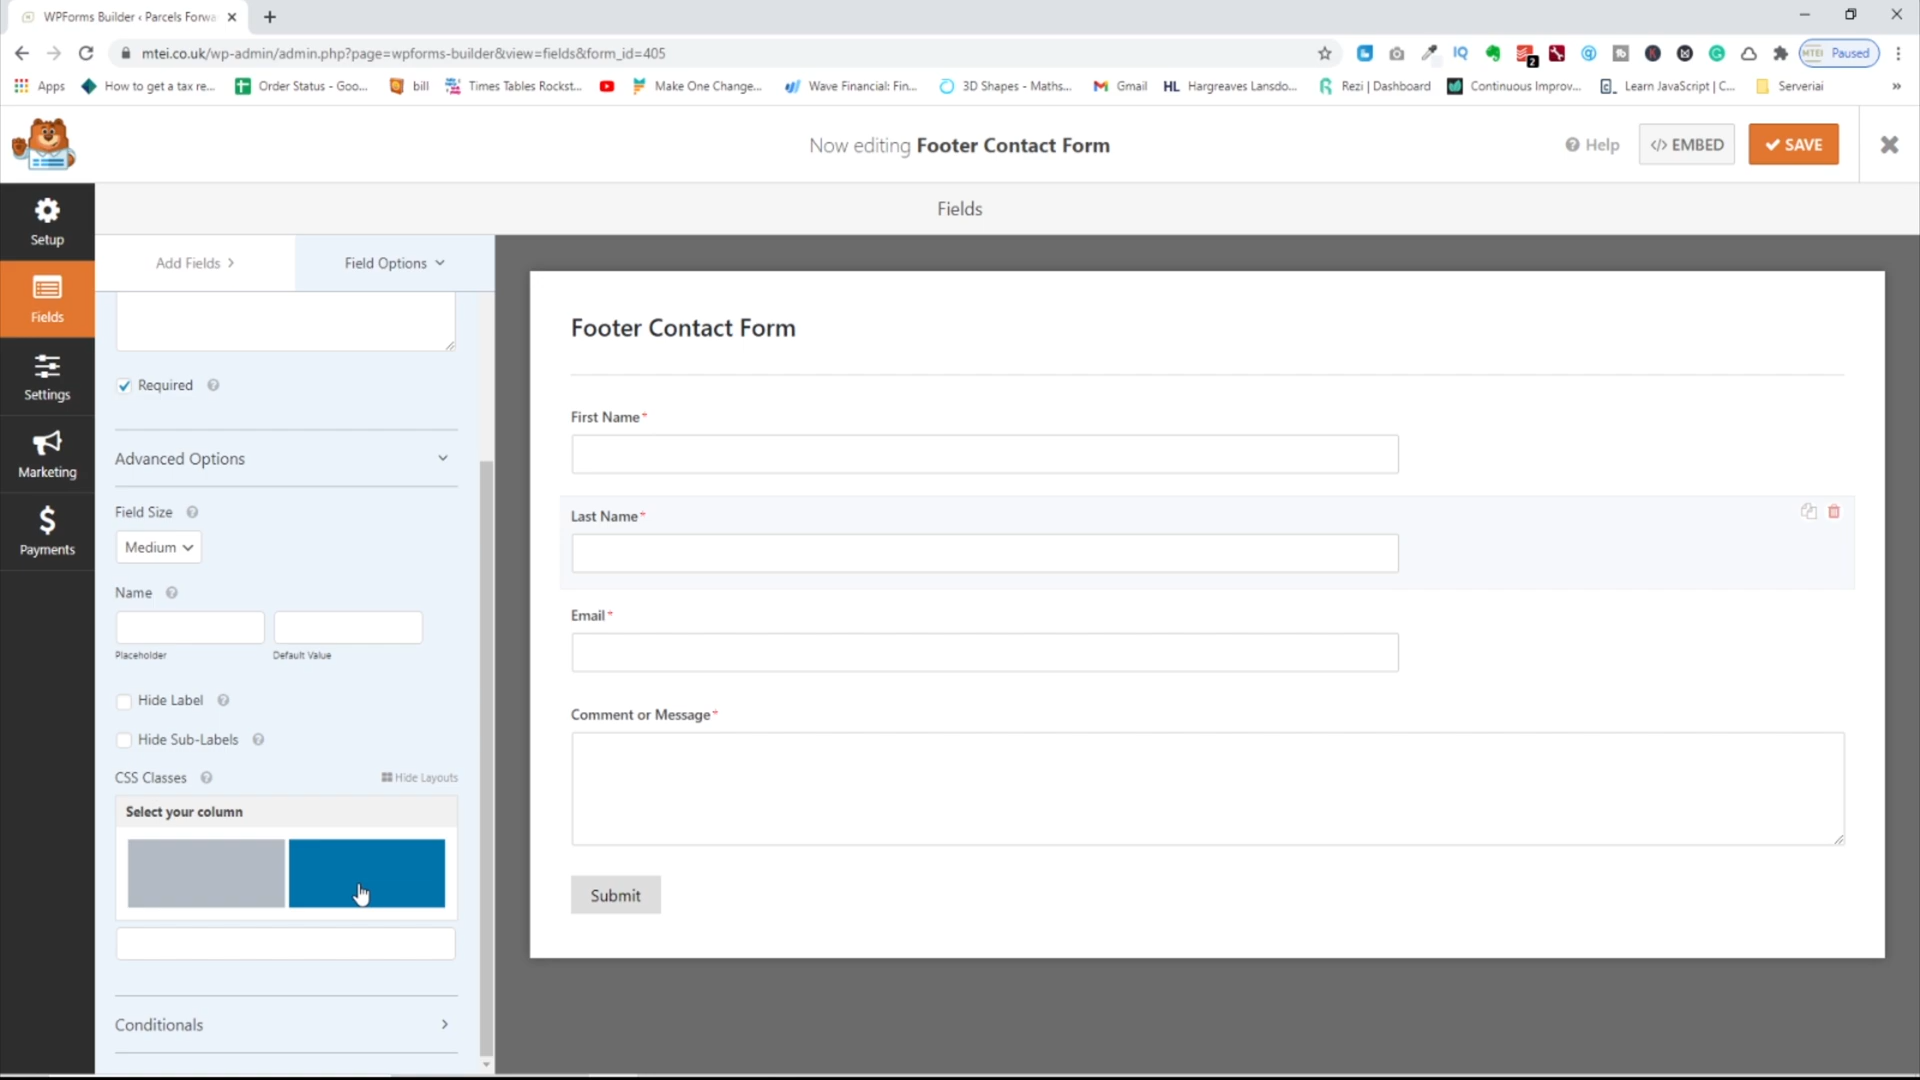 WPForms Builder ‹ Parcels Forwa
mtei.co.uk/wp-admin/admin.php?page=wpforms-builder&view=fields&form_id=405
IQ
2
MTEI Paused
Apps
How to get a tax re...
Order Status - Goo...
bill
Times Tables Rockst...
Make One Change...
Wave Financial: Fin...
3D Shapes - Maths...
Gmail
HL Hargreaves Lansdo...
Rezi | Dashboard
Continuous Improv...
Learn JavaScript | C...
Serveriai
»
Now editing Footer Contact Form
Help
</> EMBED
SAVE
Fields
Setup
Fields
Settings
Marketing
Payments
Add Fields
Field Options
Required
Advanced Options
Field Size
Medium
Name
Placeholder
Default Value
Hide Label
Hide Sub-Labels
CSS Classes
Hide Layouts
Select your column
Conditionals
Footer Contact Form
First Name*
Last Name*
Email*
Comment or Message*
Submit